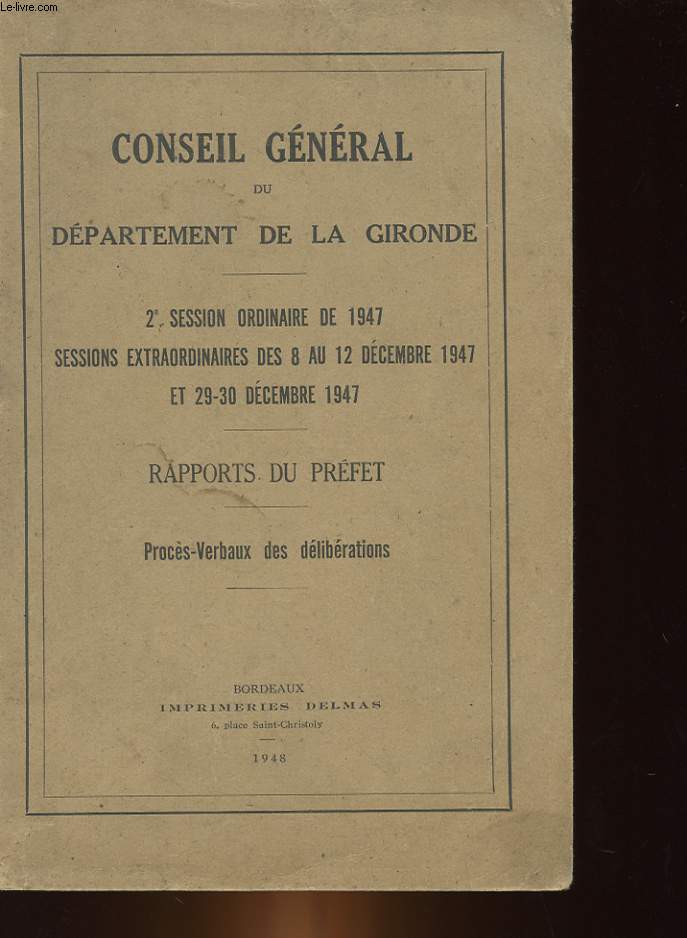 Le-livre.com
CONSEIL GÉNÉRAL
DU
DÉPARTEMENT DE LA GIRONDE
2e SESSION ORDINAIRE DE 1947
SESSIONS EXTRAORDINAIRES DES 8 AU 12 DÉCEMBRE 1947
ET 29-30 DÉCEMBRE 1947
RAPPORTS DU PRÉFET
Procès-Verbaux des délibérations
BORDEAUX
IMPRIMERIES DELMAS
6, place Saint-Christoly
1948